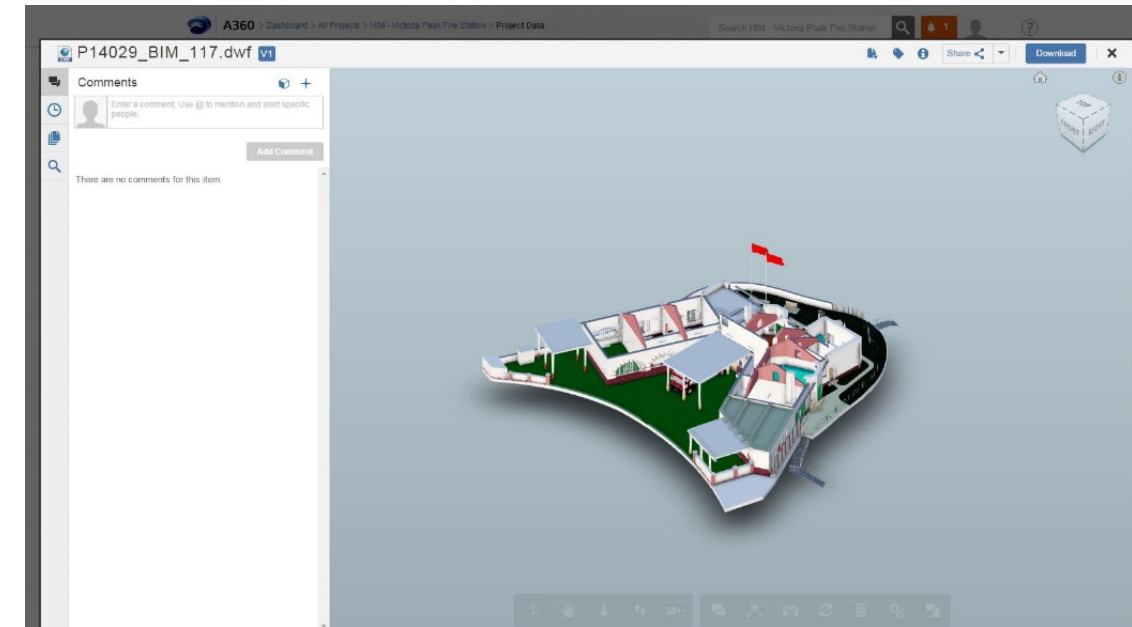 A360 > Dashboard > All Projects > HIM - Victoria Peak Fire Station > Project Data
Search HIM - Victoria Peak Fire Station
1
?
P14029_BIM_117.dwf V1
Share
Download
Comments
Enter a comment. Use @ to mention and alert specific
people.
Add Comment
There are no comments for this item.
TOP
FRONT RIGHT